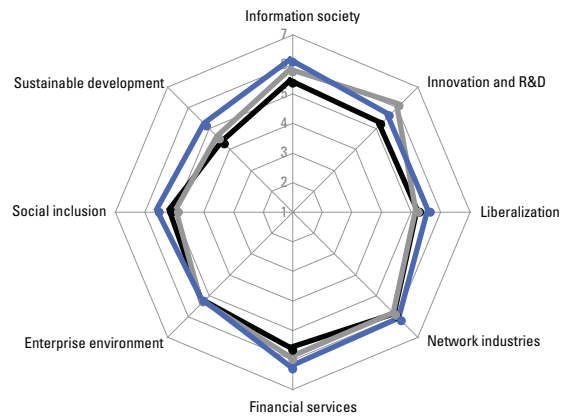 Information society
7
6
5
4
3
2
1
Sustainable development
Innovation and R&D
Social inclusion
Liberalization
Enterprise environment
Network industries
Financial services